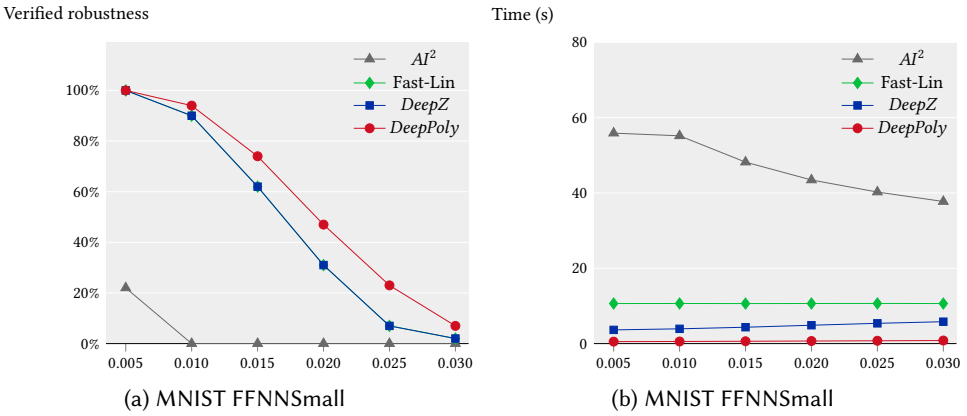 Verified robustness
AI²
Fast-Lin
DeepZ
DeepPoly
100%
80%
60%
40%
20%
0%
0.005 0.010 0.015 0.020 0.025 0.030
(a) MNIST FFNNSmall
Time (s)
AI²
Fast-Lin
DeepZ
DeepPoly
80
60
40
20
0
0.005 0.010 0.015 0.020 0.025 0.030
(b) MNIST FFNNSmall